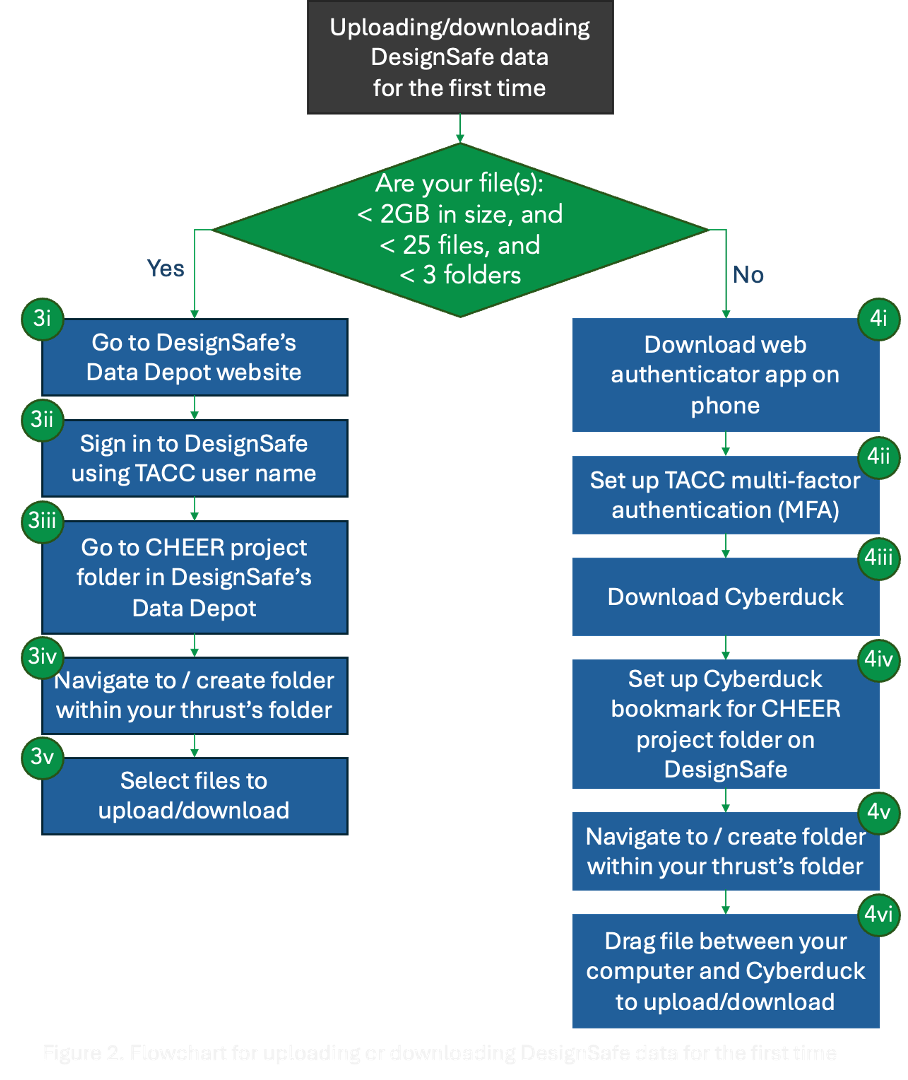 Uploading/downloading
DesignSafe data
for the first time
Are your file(s):
< 2GB in size, and
< 25 files, and
< 3 folders
Yes
No
3i
Go to DesignSafe’s
Data Depot website
3ii
Sign in to DesignSafe
using TACC user name
3iii
Go to CHEER project
folder in DesignSafe’s
Data Depot
3iv
Navigate to / create folder
within your thrust’s folder
3v
Select files to
upload/download
4i
Download web
authenticator app on
phone
4ii
Set up TACC multi-factor
authentication (MFA)
4iii
Download Cyberduck
4iv
Set up Cyberduck
bookmark for CHEER
project folder on
DesignSafe
4v
Navigate to / create folder
within your thrust’s folder
4vi
Drag file between your
computer and Cyberduck
to upload/download
Figure 2. Flowchart for uploading or downloading DesignSafe data for the first time